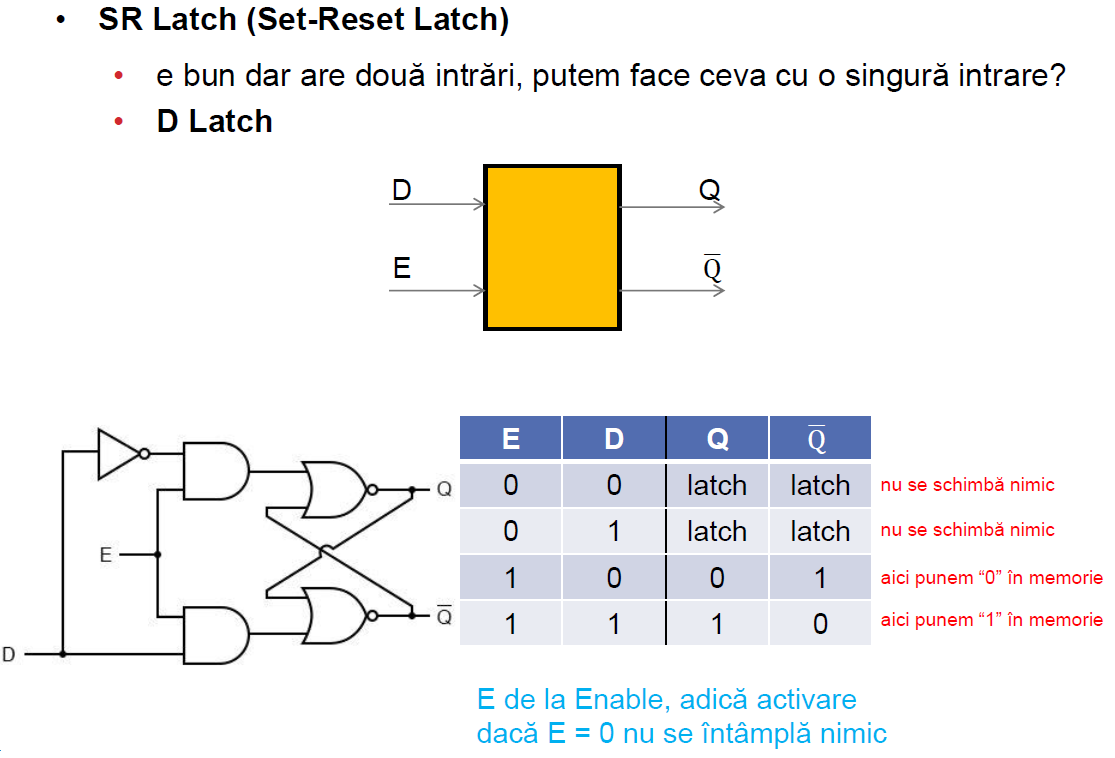 • SR Latch (Set-Reset Latch)
• e bun dar are două intrări, putem face ceva cu o singură intrare?
• D Latch
D Q
E Q̅
E D Q Q̅
0 0 latch latch nu se schimbă nimic
0 1 latch latch nu se schimbă nimic
1 0 0 1 aici punem “0” în memorie
1 1 1 0 aici punem “1” în memorie
Q
E
Q̅
D
E de la Enable, adică activare
dacă E = 0 nu se întâmplă nimic